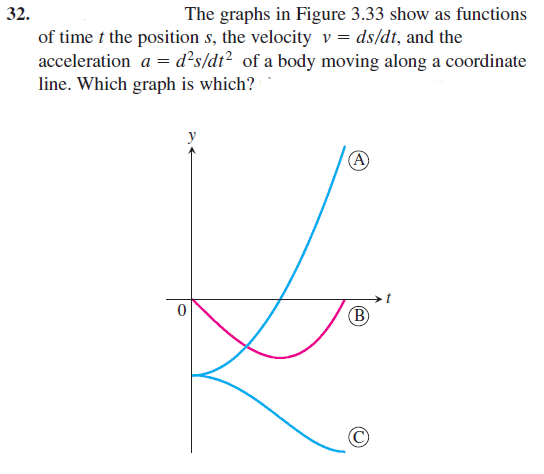 32. The graphs in Figure 3.33 show as functions
of time t the position s, the velocity v = ds/dt, and the
acceleration a = d²s/dt² of a body moving along a coordinate
line. Which graph is which?
y
Ⓐ
t
0
Ⓑ
Ⓒ